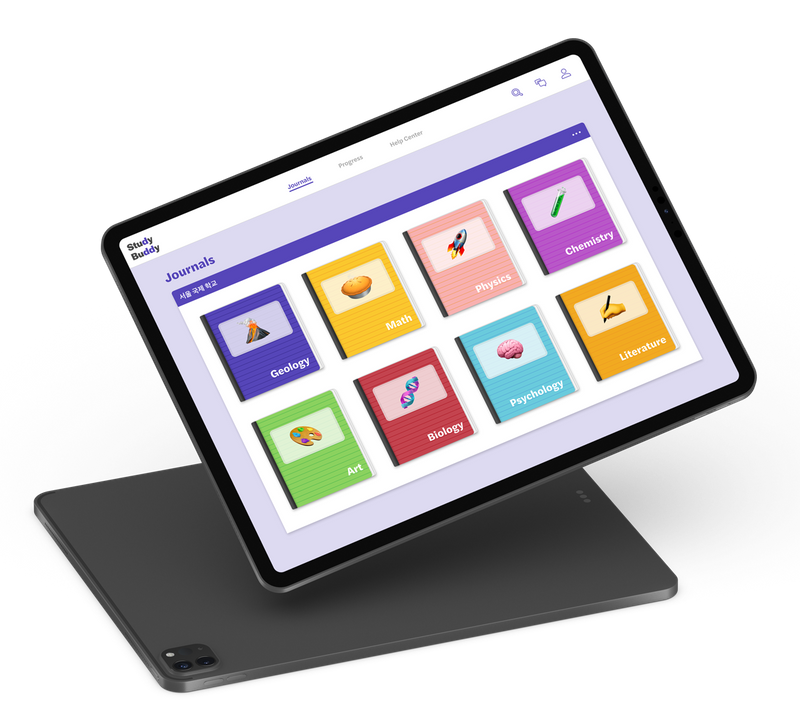 Study
Buddy
Journals
Progress
Help Center
Journals
서울 국제 학교
Geology
Math
Physics
Chemistry
Art
Biology
Psychology
Literature